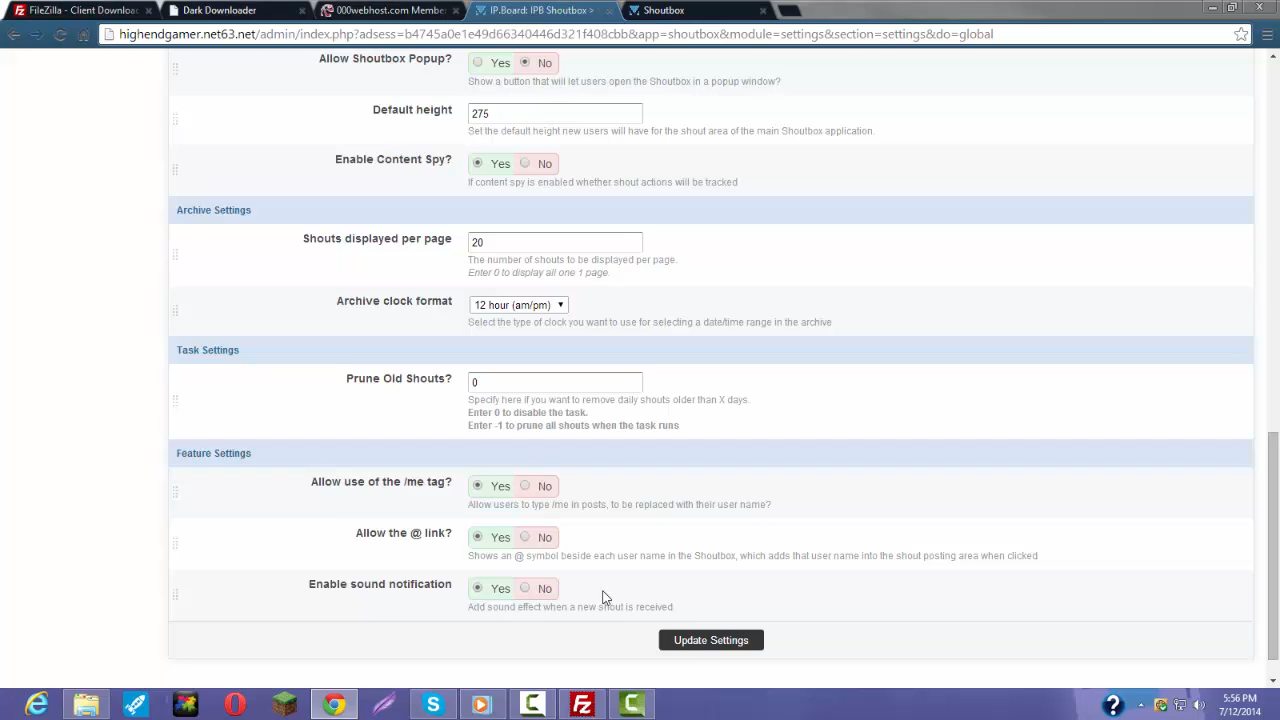 FileZilla - Client Downloa
Dark Downloader
000webhost.com Membe
IP.Board: IPB Shoutbox >
Shoutbox
highendgamer.net63.net/admin/index.php?adsess=b4745a0e1e49d66340446d321f408cbb&app=shoutbox&module=settings&section=settings&do=global
Allow Shoutbox Popup?
Yes No
Show a button that will let users open the Shoutbox in a popup window?
Default height
275
Set the default height new users will have for the shout area of the main Shoutbox application.
Enable Content Spy?
Yes No
If content spy is enabled whether shout actions will be tracked
Archive Settings
Shouts displayed per page
20
The number of shouts to be displayed per page.
Enter 0 to display all one 1 page.
Archive clock format
12 hour (am/pm)
Select the type of clock you want to use for selecting a date/time range in the archive
Task Settings
Prune Old Shouts?
0
Specify here if you want to remove daily shouts older than X days.
Enter 0 to disable the task.
Enter -1 to prune all shouts when the task runs
Feature Settings
Allow use of the /me tag?
Yes No
Allow users to type /me in posts, to be replaced with their user name?
Allow the @ link?
Yes No
Shows an @ symbol beside each user name in the Shoutbox, which adds that user name into the shout posting area when clicked
Enable sound notification
Yes No
Add sound effect when a new shout is received
Update Settings
5:56 PM
7/12/2014